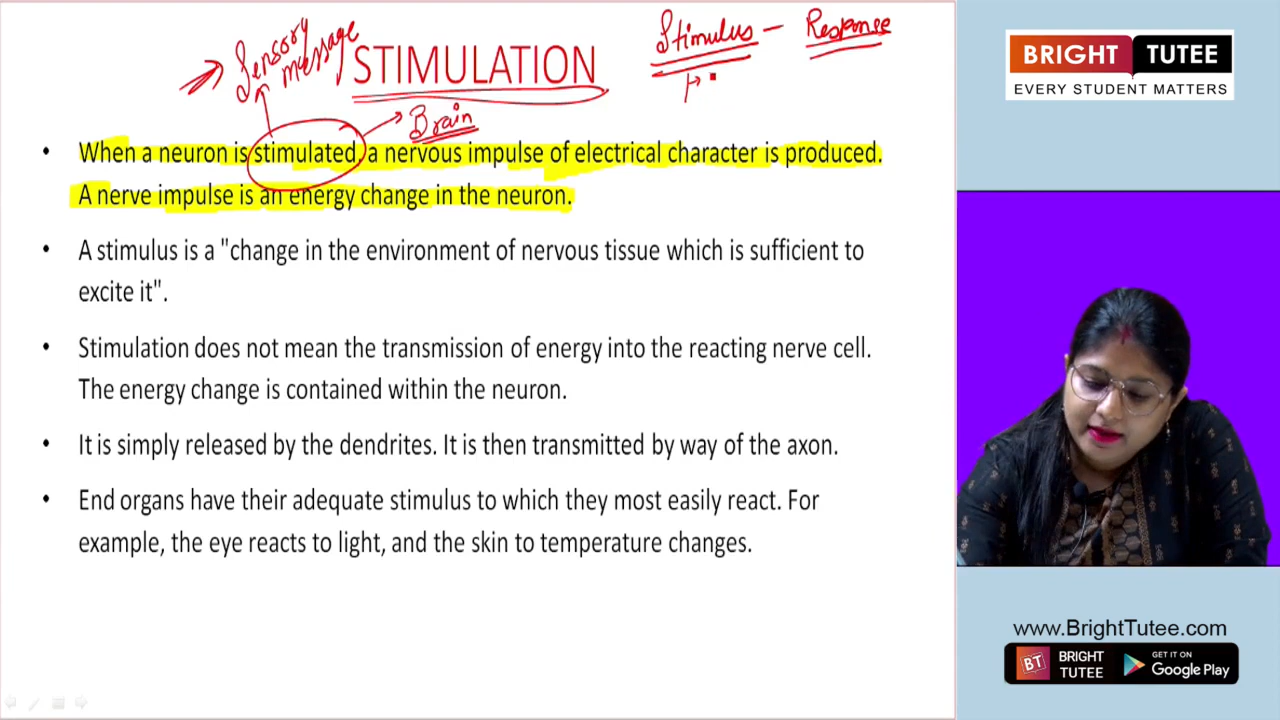 Sensory
message
STIMULATION
Stimulus - Response
Brain
• When a neuron is stimulated, a nervous impulse of electrical character is produced.
A nerve impulse is an energy change in the neuron.
• A stimulus is a "change in the environment of nervous tissue which is sufficient to
excite it".
• Stimulation does not mean the transmission of energy into the reacting nerve cell.
The energy change is contained within the neuron.
• It is simply released by the dendrites. It is then transmitted by way of the axon.
• End organs have their adequate stimulus to which they most easily react. For
example, the eye reacts to light, and the skin to temperature changes.
BRIGHT TUTEE
EVERY STUDENT MATTERS
www.BrightTutee.com
BT BRIGHT TUTEE
GET IT ON
Google Play